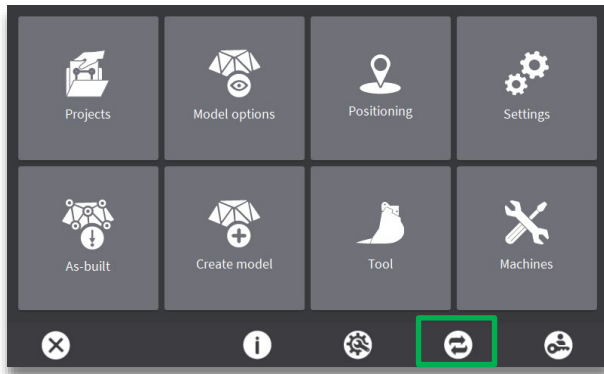 Projects
Model options
Positioning
Settings
As-built
Create model
Tool
Machines